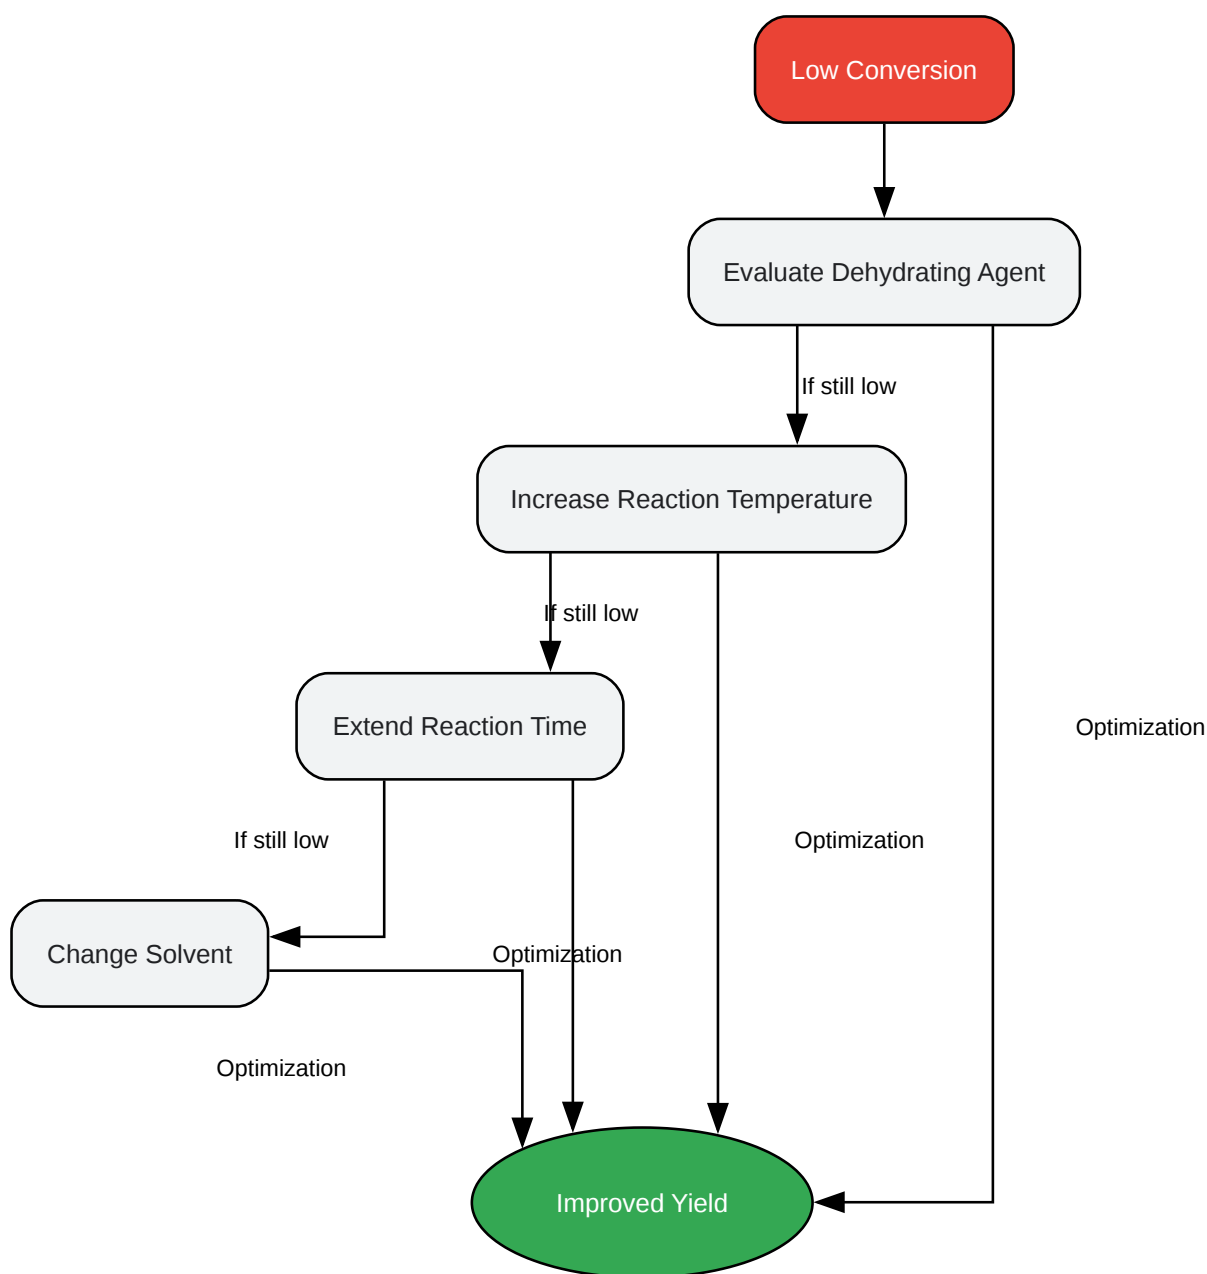 Low Conversion
Evaluate Dehydrating Agent
If still low
Increase Reaction Temperature
If still low
Extend Reaction Time
Optimization
If still low
Optimization
Change Solvent
Optimization
Optimization
Improved Yield